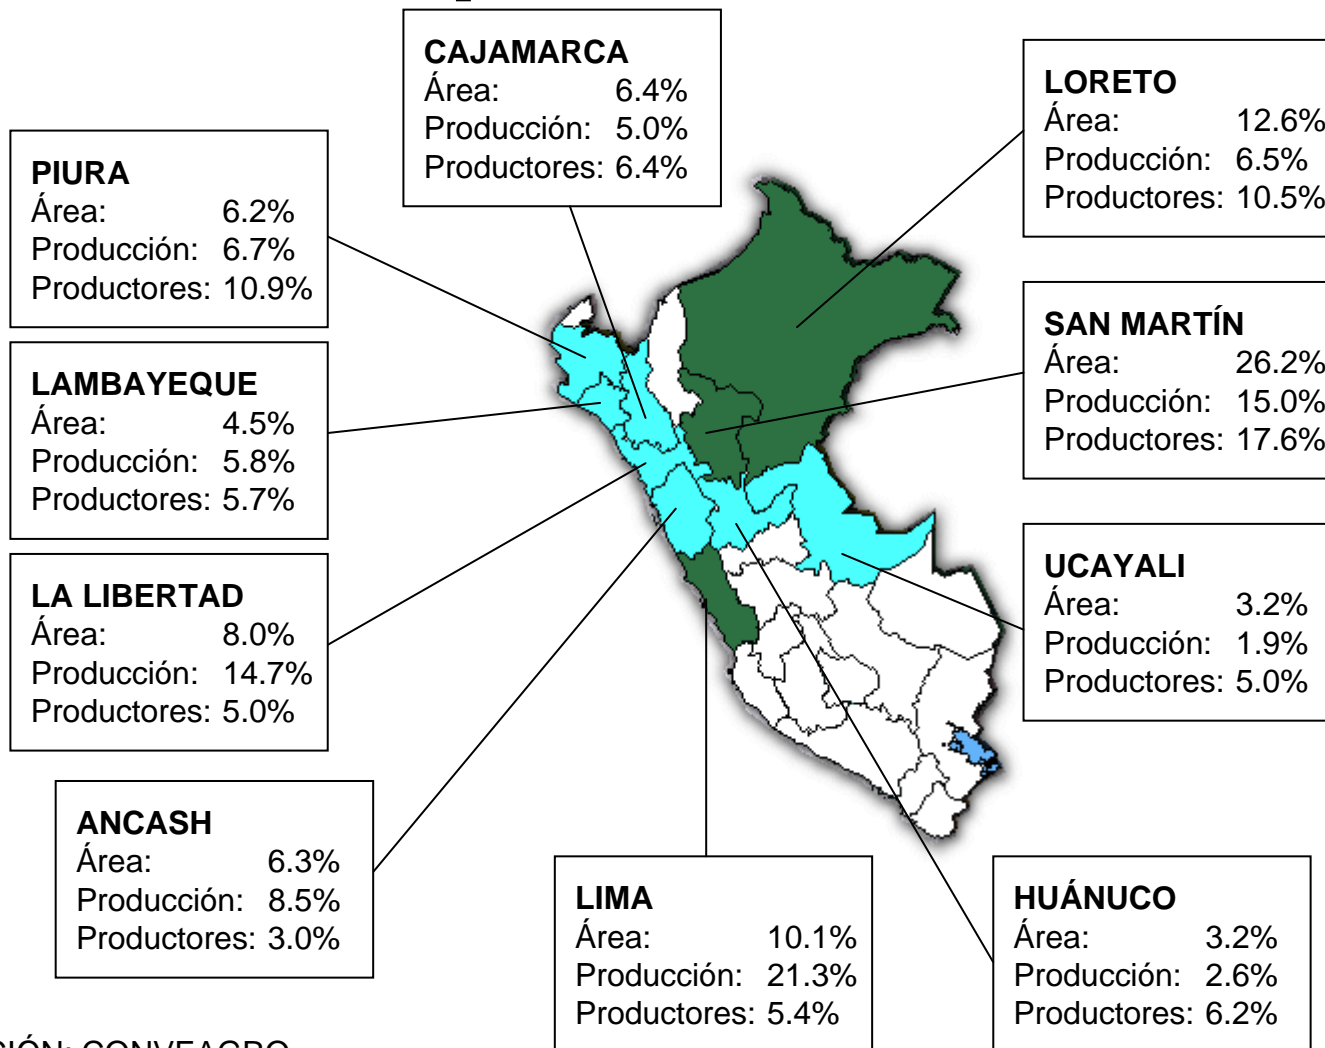 CAJAMARCA
Área: 6.4%
Producción: 5.0%
Productores: 6.4%
LORETO
Área: 12.6%
Producción: 6.5%
Productores: 10.5%
PIURA
Área: 6.2%
Producción: 6.7%
Productores: 10.9%
SAN MARTÍN
Área: 26.2%
Producción: 15.0%
Productores: 17.6%
LAMBAYEQUE
Área: 4.5%
Producción: 5.8%
Productores: 5.7%
UCAYALI
Área: 3.2%
Producción: 1.9%
Productores: 5.0%
LA LIBERTAD
Área: 8.0%
Producción: 14.7%
Productores: 5.0%
ANCASH
Área: 6.3%
Producción: 8.5%
Productores: 3.0%
LIMA
Área: 10.1%
Producción: 21.3%
Productores: 5.4%
HUÁNUCO
Área: 3.2%
Producción: 2.6%
Productores: 6.2%
CIÓN: CONVEAGRO